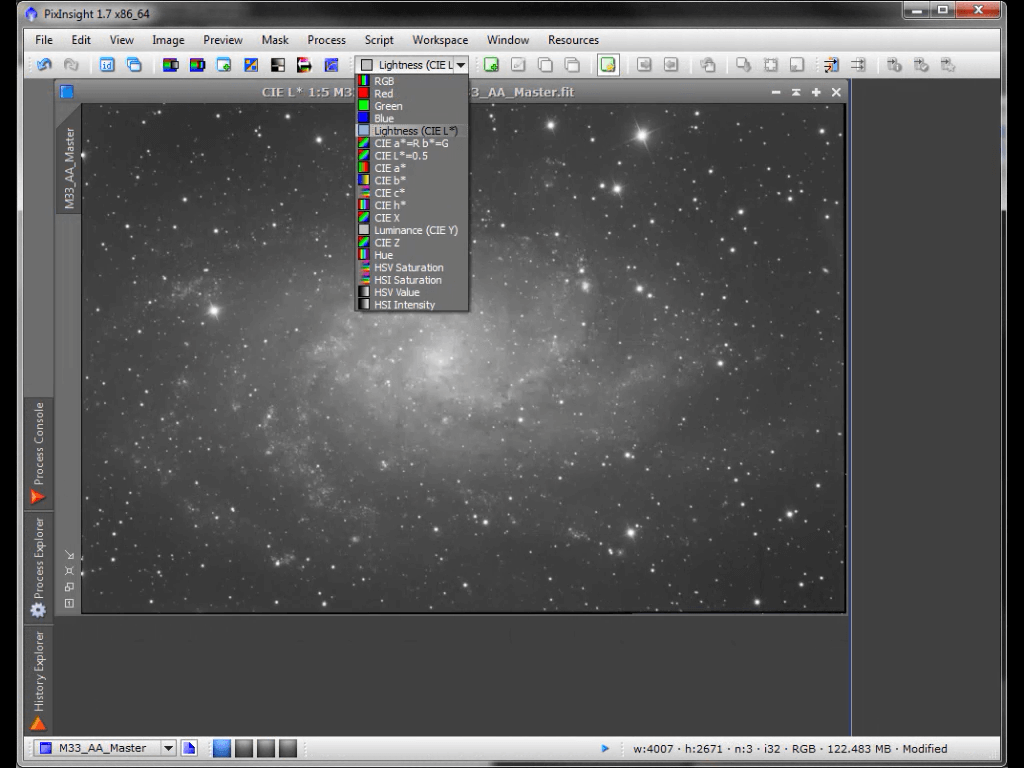 PixInsight 1.7 x86_64
File Edit View Image Preview Mask Process Script Workspace Window Resources
Lightness (CIE L
CIE L* 1:5 M3 3_AA_Master.fit
RGB
Red
Green
Blue
Lightness (CIE L*)
CIE a*=R b*=G
CIE L*=0.5
CIE a*
CIE b*
CIE c*
CIE h*
CIE X
Luminance (CIE Y)
CIE Z
Hue
HSV Saturation
HSI Saturation
HSV Value
HSI Intensity
M33_AA_Master
Process Console
Process Explorer
History Explorer
M33_AA_Master
w:4007 · h:2671 · n:3 · i32 · RGB · 122.483 MB · Modified